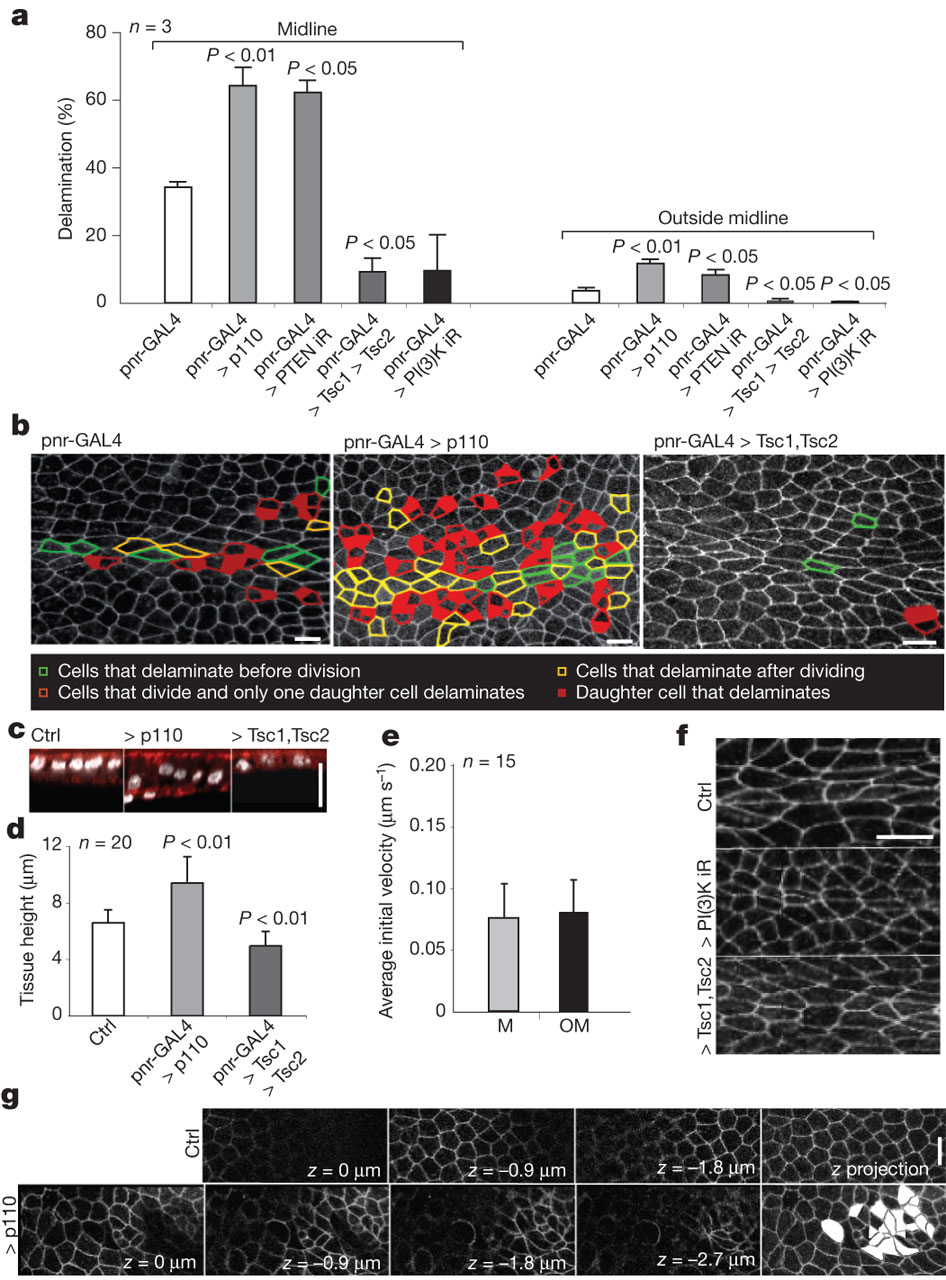 a
n = 3
Midline
P < 0.01
P < 0.05
P < 0.05
Outside midline
P < 0.01
P < 0.05
P < 0.05
P < 0.05
80
60
40
20
0
Delamination (%)
pnr-GAL4
pnr-GAL4
> p110
pnr-GAL4
> PTEN iR
pnr-GAL4
> Tsc1 > Tsc2
pnr-GAL4
> PI(3)K iR
pnr-GAL4
pnr-GAL4
> p110
pnr-GAL4
> PTEN iR
pnr-GAL4
> Tsc1 > Tsc2
pnr-GAL4
> PI(3)K iR
b
pnr-GAL4
pnr-GAL4 > p110
pnr-GAL4 > Tsc1,Tsc2
Cells that delaminate before division
Cells that delaminate after dividing
Cells that divide and only one daughter cell delaminates
Daughter cell that delaminates
c
Ctrl
> p110
> Tsc1,Tsc2
d
n = 20
P < 0.01
P < 0.01
12
8
4
0
Tissue height (μm)
Ctrl
pnr-GAL4
> p110
pnr-GAL4
> Tsc1
> Tsc2
e
n = 15
0.20
0.15
0.10
0.05
0
Average initial velocity (μm s⁻¹)
M
OM
f
Ctrl
> PI(3)K iR
> Tsc1,Tsc2
g
Ctrl
z = 0 μm
z = –0.9 μm
z = –1.8 μm
z projection
> p110
z = 0 μm
z = –0.9 μm
z = –1.8 μm
z = –2.7 μm